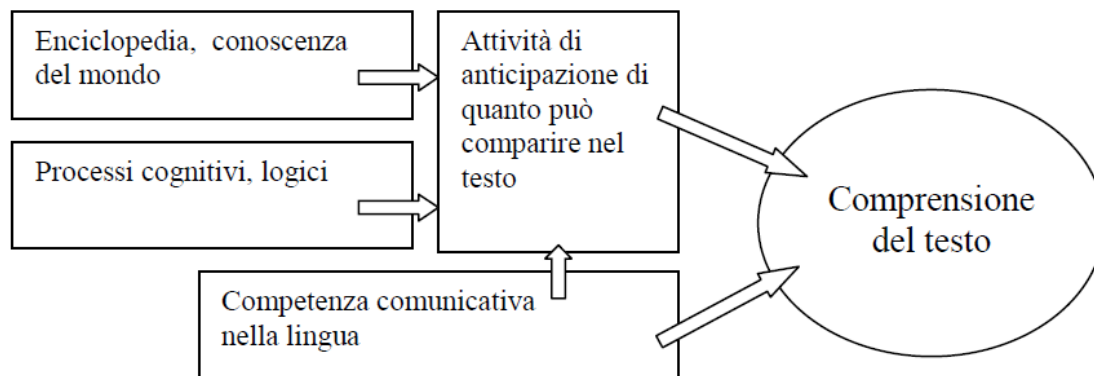 Enciclopedia, conoscenza
del mondo
Attività di
anticipazione di
quanto può
comparire nel
testo
Processi cognitivi, logici
Comprensione
del testo
Competenza comunicativa
nella lingua